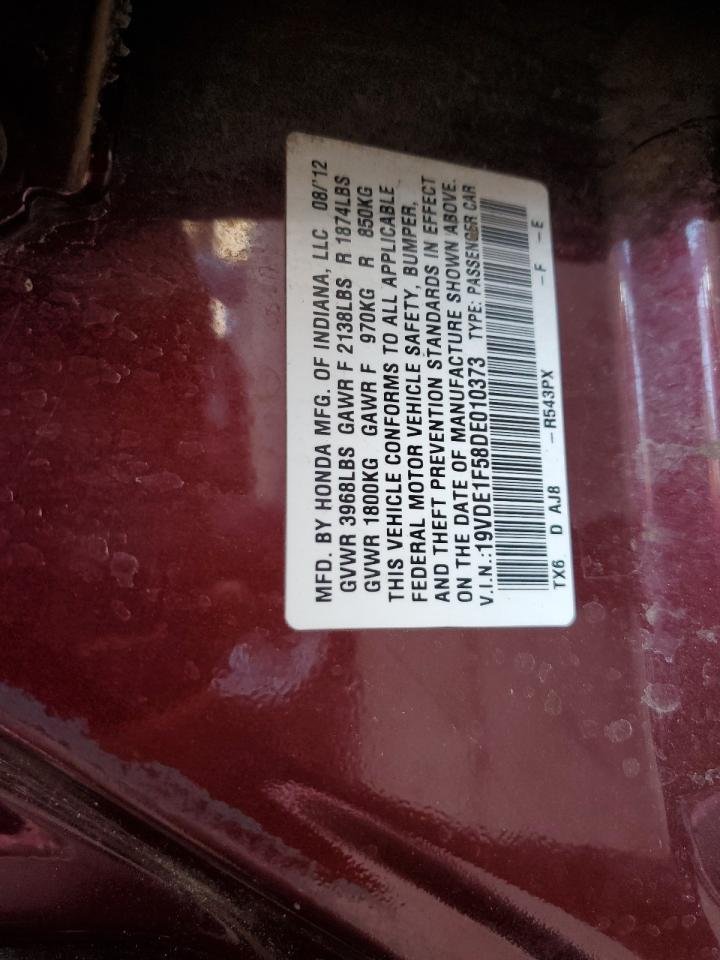 MFD. BY HONDA MFG. OF INDIANA, LLC 08/'12
GVWR 3968LBS GAWR F 2138LBS R 1874LBS
GVWR 1800KG GAWR F 970KG R 850KG
THIS VEHICLE CONFORMS TO ALL APPLICABLE
FEDERAL MOTOR VEHICLE SAFETY, BUMPER,
AND THEFT PREVENTION STANDARDS IN EFFECT
ON THE DATE OF MANUFACTURE SHOWN ABOVE.
V.I.N.:19VDE1F58DE010373 TYPE: PASSENGER CAR
TX6 D AJ8 -R543PX -F -E